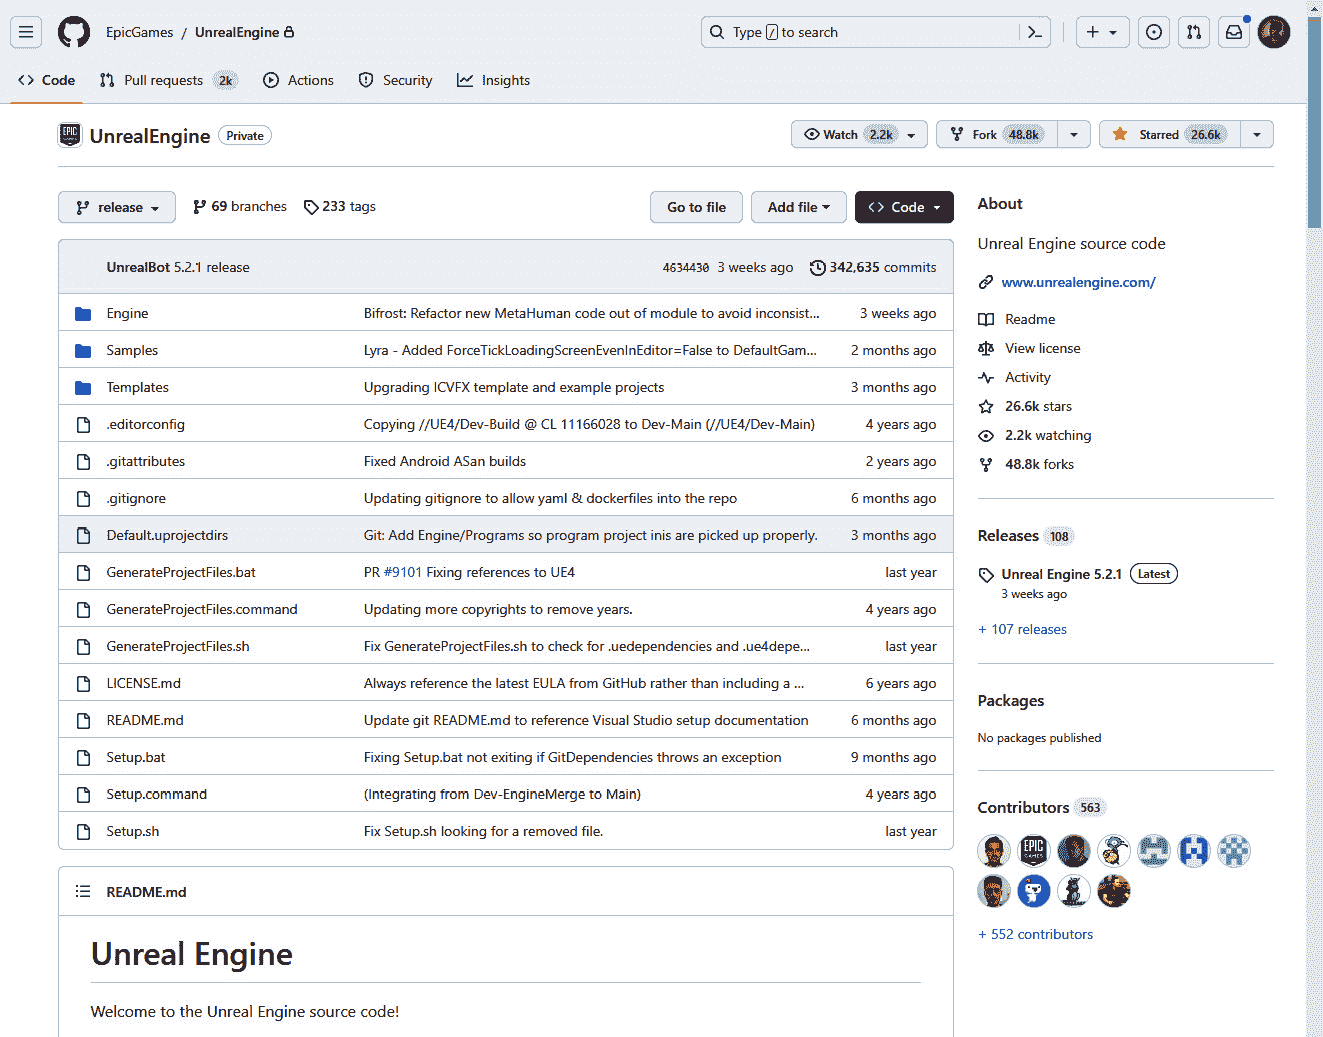 EpicGames / UnrealEngine
Type / to search
Code
Pull requests 2k
Actions
Security
Insights
EPIC GAMES
UnrealEngine Private
Watch 2.2k
Fork 48.8k
Starred 26.6k
release
69 branches
233 tags
Go to file
Add file
Code
UnrealBot 5.2.1 release 4634430 3 weeks ago 342,635 commits
Engine Bifrost: Refactor new MetaHuman code out of module to avoid inconsist... 3 weeks ago
Samples Lyra - Added ForceTickLoadingScreenEvenInEditor=False to DefaultGam... 2 months ago
Templates Upgrading ICVFX template and example projects 3 months ago
.editorconfig Copying //UE4/Dev-Build @ CL 11166028 to Dev-Main (//UE4/Dev-Main) 4 years ago
.gitattributes Fixed Android ASan builds 2 years ago
.gitignore Updating gitignore to allow yaml & dockerfiles into the repo 6 months ago
Default.uprojectdirs Git: Add Engine/Programs so program project inis are picked up properly. 3 months ago
GenerateProjectFiles.bat PR #9101 Fixing references to UE4 last year
GenerateProjectFiles.command Updating more copyrights to remove years. 4 years ago
GenerateProjectFiles.sh Fix GenerateProjectFiles.sh to check for .uedependencies and .ue4depe... last year
LICENSE.md Always reference the latest EULA from GitHub rather than including a ... 6 years ago
README.md Update git README.md to reference Visual Studio setup documentation 6 months ago
Setup.bat Fixing Setup.bat not exiting if GitDependencies throws an exception 9 months ago
Setup.command (Integrating from Dev-EngineMerge to Main) 4 years ago
Setup.sh Fix Setup.sh looking for a removed file. last year
README.md
Unreal Engine
Welcome to the Unreal Engine source code!
About
Unreal Engine source code
www.unrealengine.com/
Readme
View license
Activity
26.6k stars
2.2k watching
48.8k forks
Releases 108
Unreal Engine 5.2.1 Latest
3 weeks ago
+ 107 releases
Packages
No packages published
Contributors 563
EPIC GAMES
+ 552 contributors